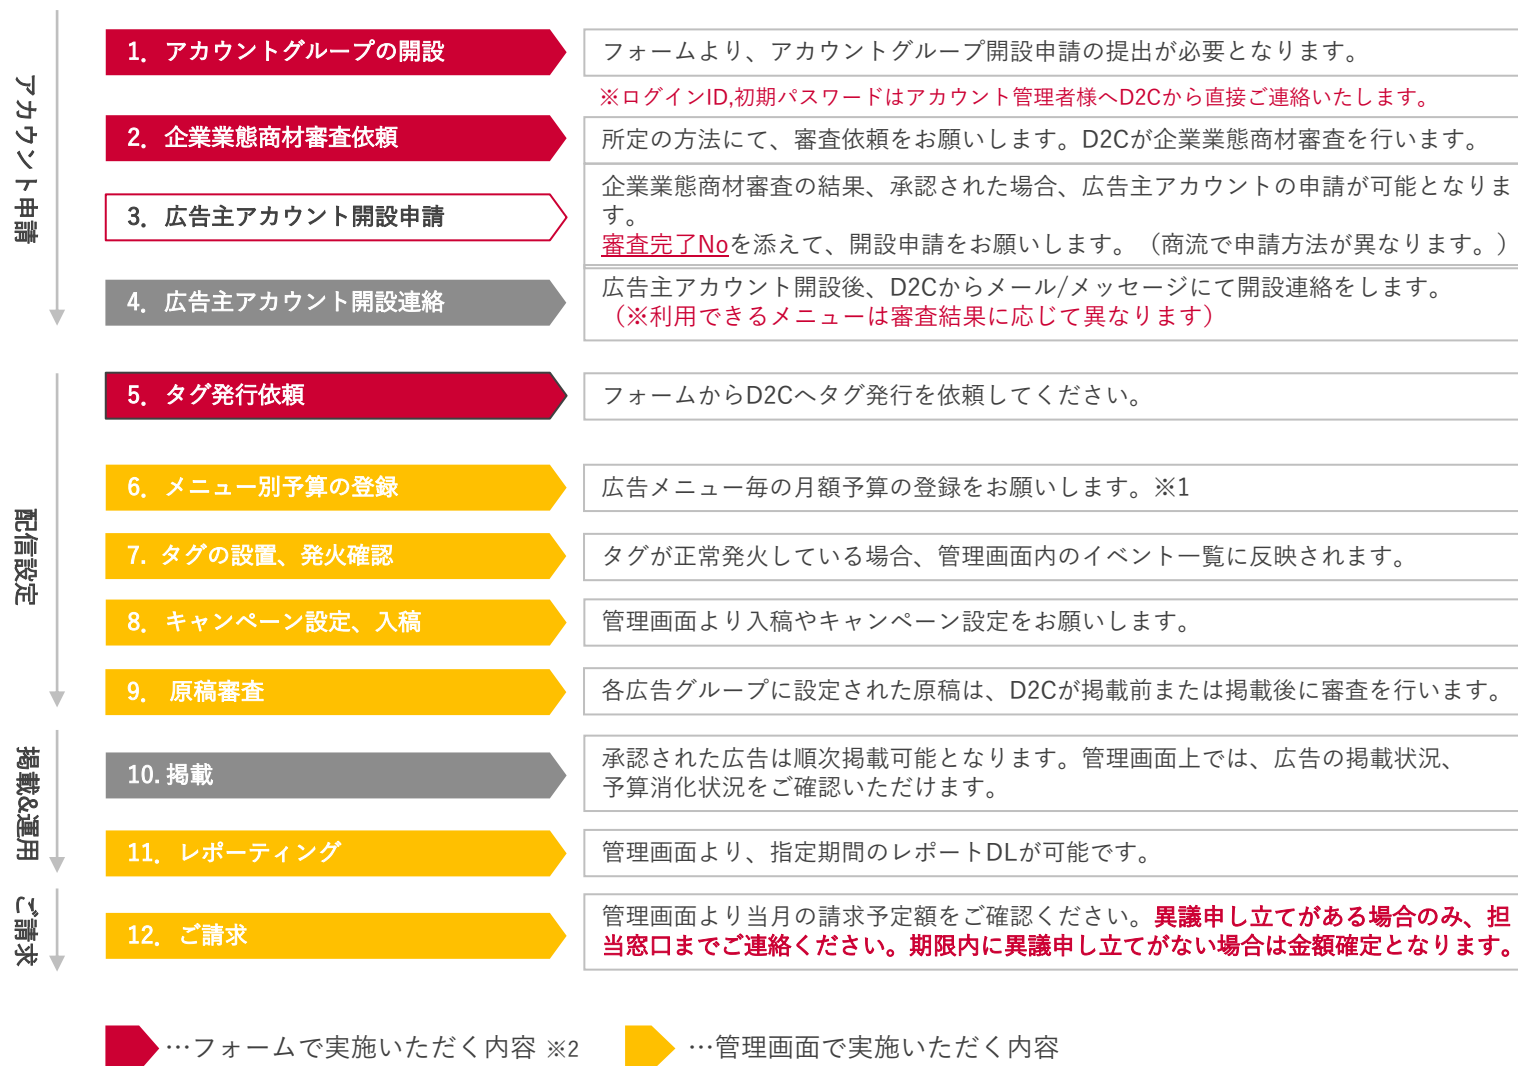 アカウント申請
1．アカウントグループの開設
フォームより、アカウントグループ開設申請の提出が必要となります。
※ログインID,初期パスワードはアカウント管理者様へD2Cから直接ご連絡いたします。
2．企業業態商材審査依頼
所定の方法にて、審査依頼をお願いします。D2Cが企業業態商材審査を行います。
3．広告主アカウント開設申請
企業業態商材審査の結果、承認された場合、広告主アカウントの申請が可能となりま
す。
審査完了Noを添えて、開設申請をお願いします。（商流で申請方法が異なります。）
4．広告主アカウント開設連絡
広告主アカウント開設後、D2Cからメール/メッセージにて開設連絡をします。
（※利用できるメニューは審査結果に応じて異なります）
配信設定
5．タグ発行依頼
フォームからD2Cへタグ発行を依頼してください。
6．メニュー別予算の登録
広告メニュー毎の月額予算の登録をお願いします。※1
7. タグの設置、発火確認
タグが正常発火している場合、管理画面内のイベント一覧に反映されます。
8．キャンペーン設定、入稿
管理画面より入稿やキャンペーン設定をお願いします。
9． 原稿審査
各広告グループに設定された原稿は、D2Cが掲載前または掲載後に審査を行います。
掲載&運用
10. 掲載
承認された広告は順次掲載可能となります。管理画面上では、広告の掲載状況、
予算消化状況をご確認いただけます。
11．レポーティング
管理画面より、指定期間のレポートDLが可能です。
ご請求
12．ご請求
管理画面より当月の請求予定額をご確認ください。異議申し立てがある場合のみ、担
当窓口までご連絡ください。期限内に異議申し立てがない場合は金額確定となります。
…フォームで実施いただく内容 ※2
…管理画面で実施いただく内容